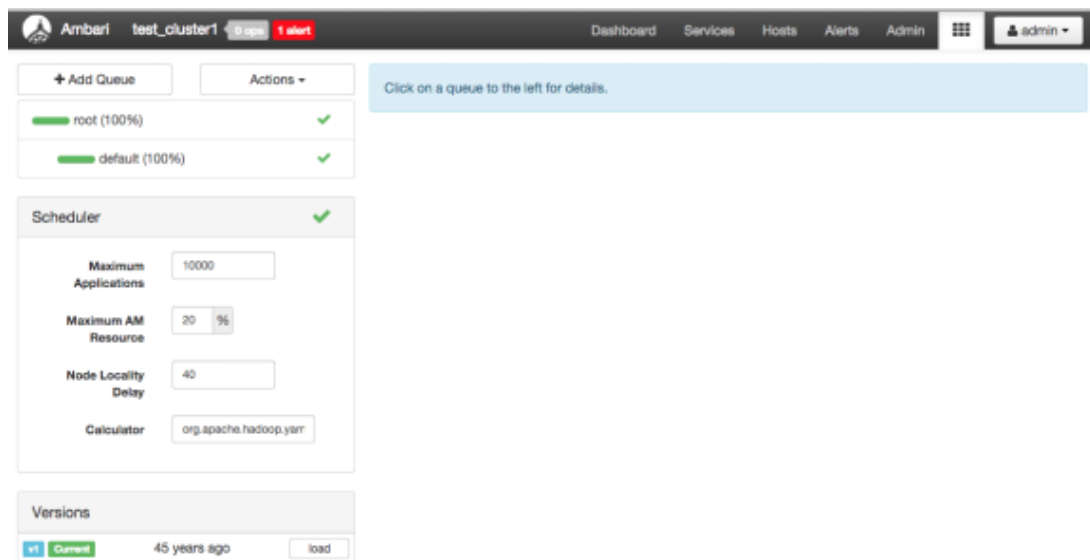 Ambari test_cluster1 0 ops 1 alert Dashboard Services Hosts Alerts Admin admin
+ Add Queue Actions
Click on a queue to the left for details.
root (100%)
default (100%)
Scheduler
Maximum
Applications
10000
Maximum AM
Resource
20 %
Node Locality
Delay
40
Calculator org.apache.hadoop.yarr
Versions
v1 Current 45 years ago load